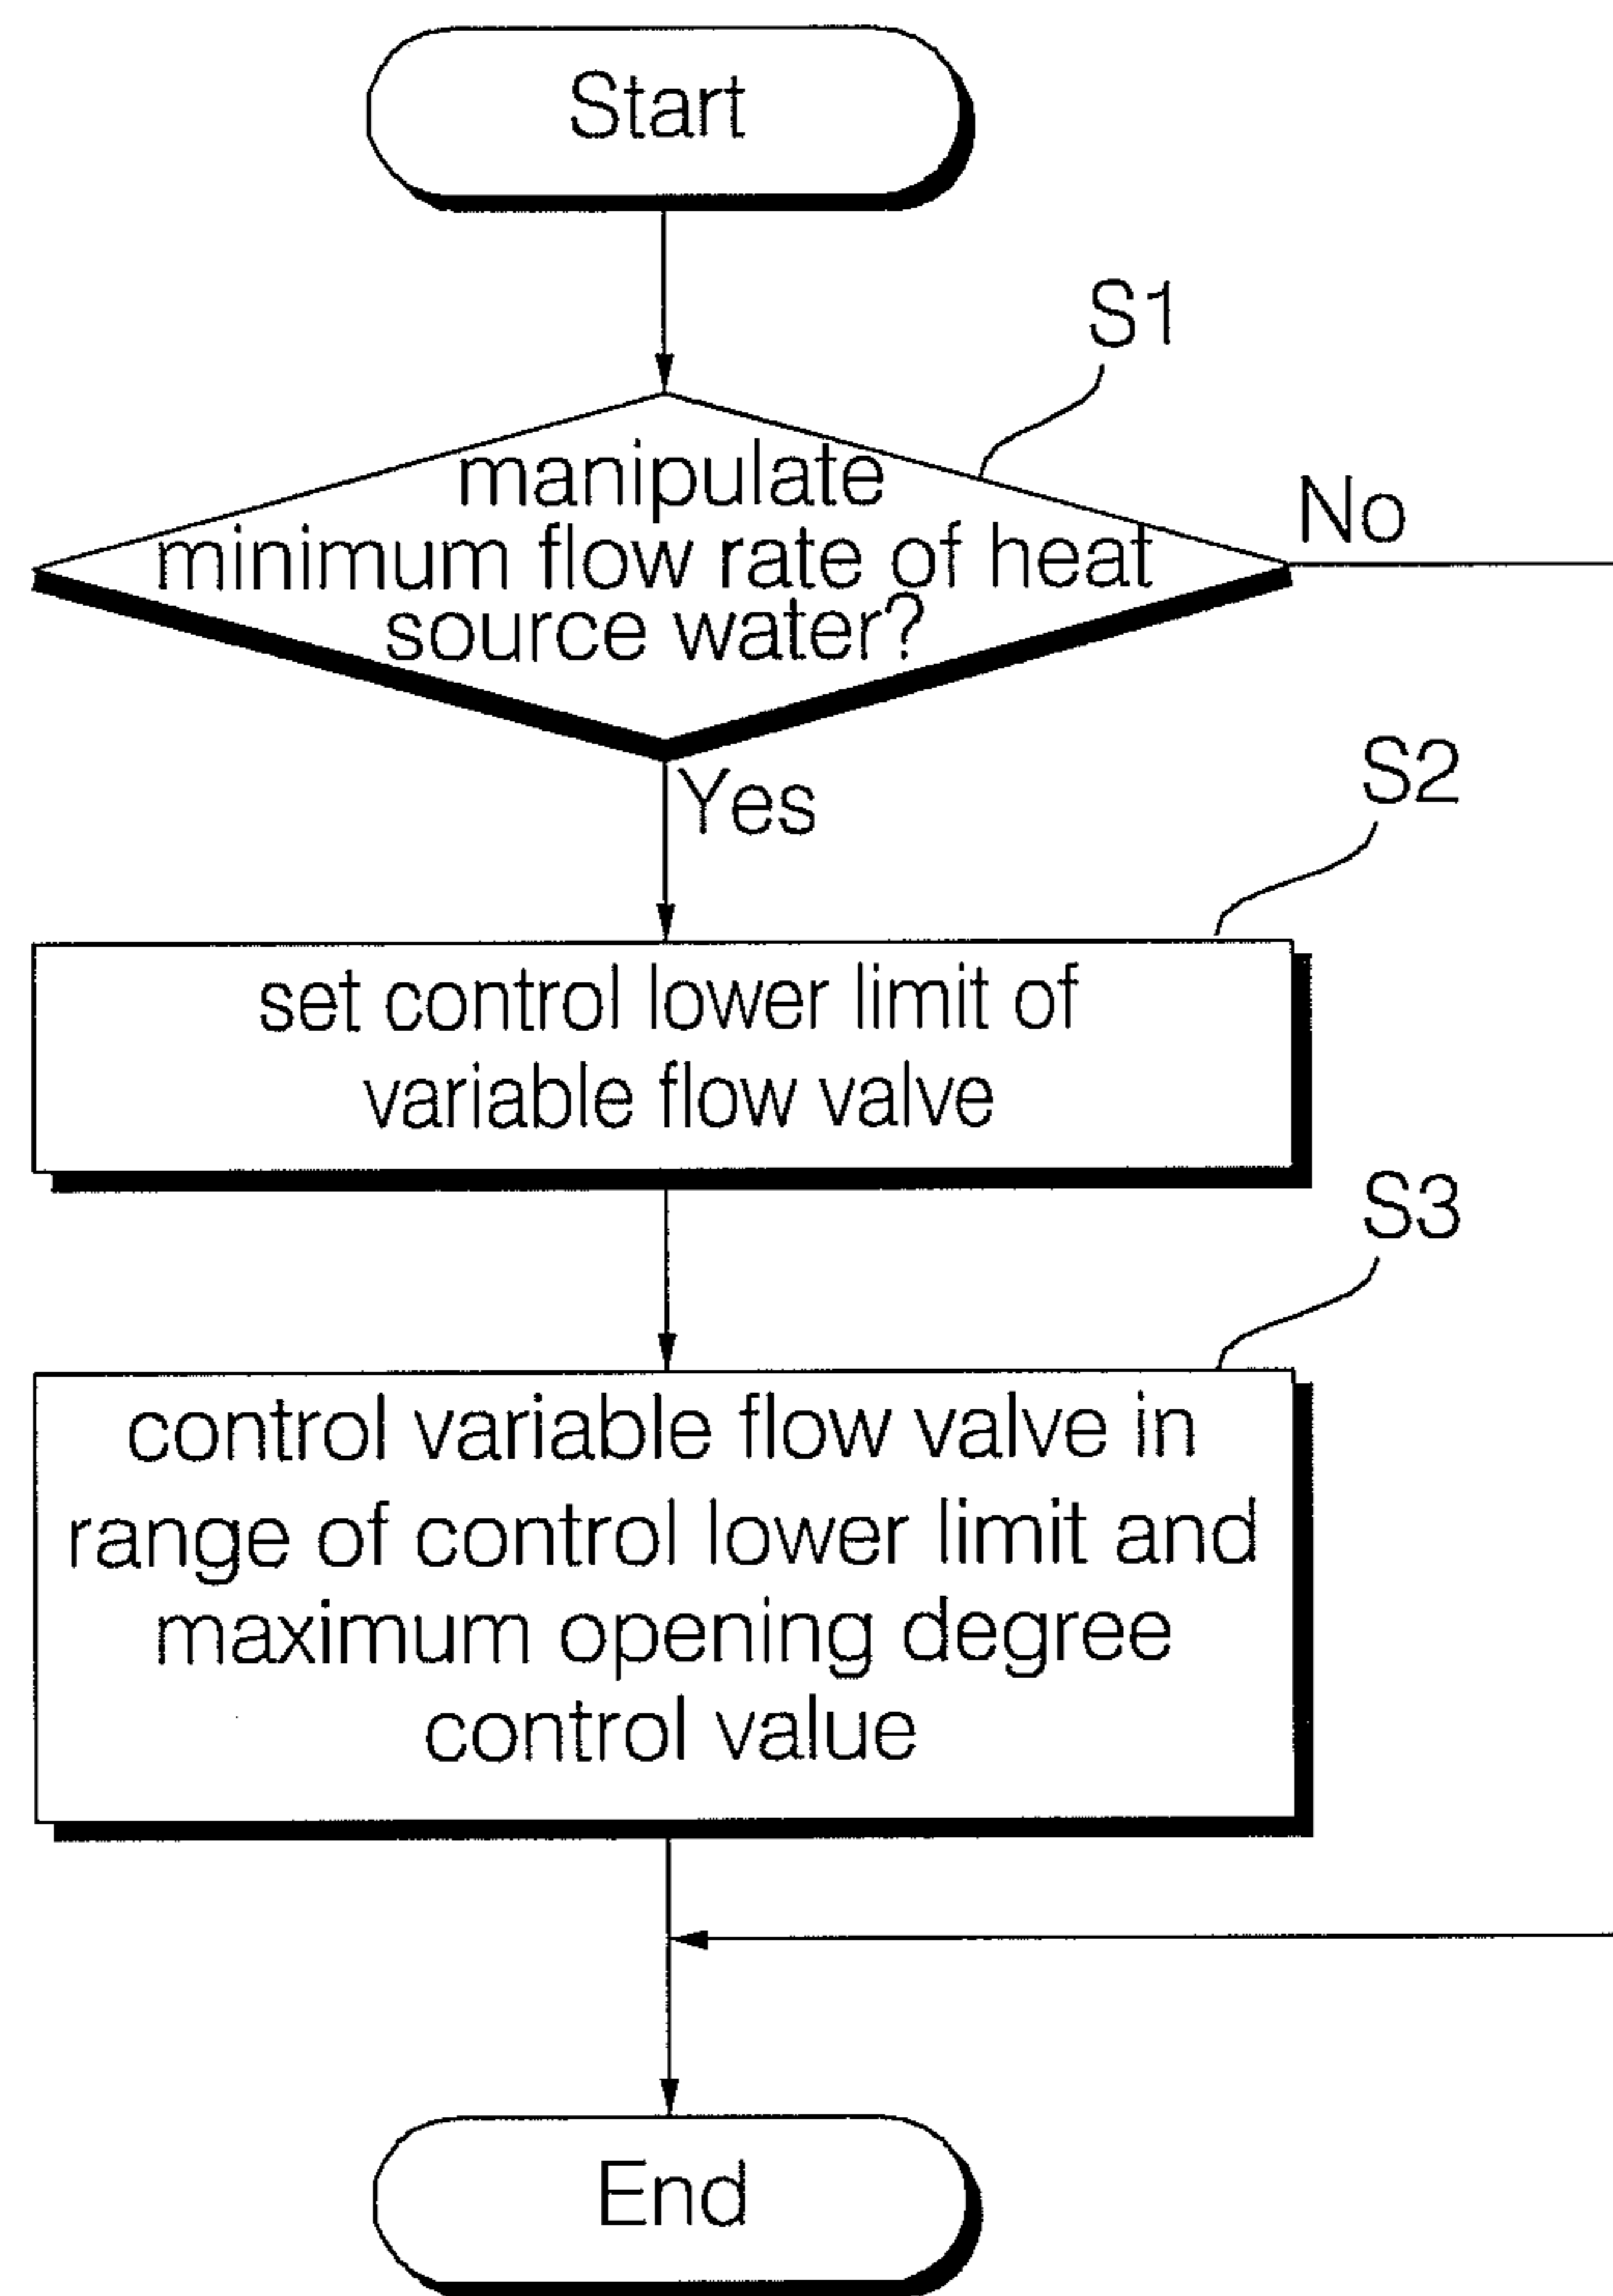 Start
S1
manipulate
minimum flow rate of heat
source water?
No
Yes
S2
set control lower limit of
variable flow valve
S3
control variable flow valve in
range of control lower limit and
maximum opening degree
control value
End